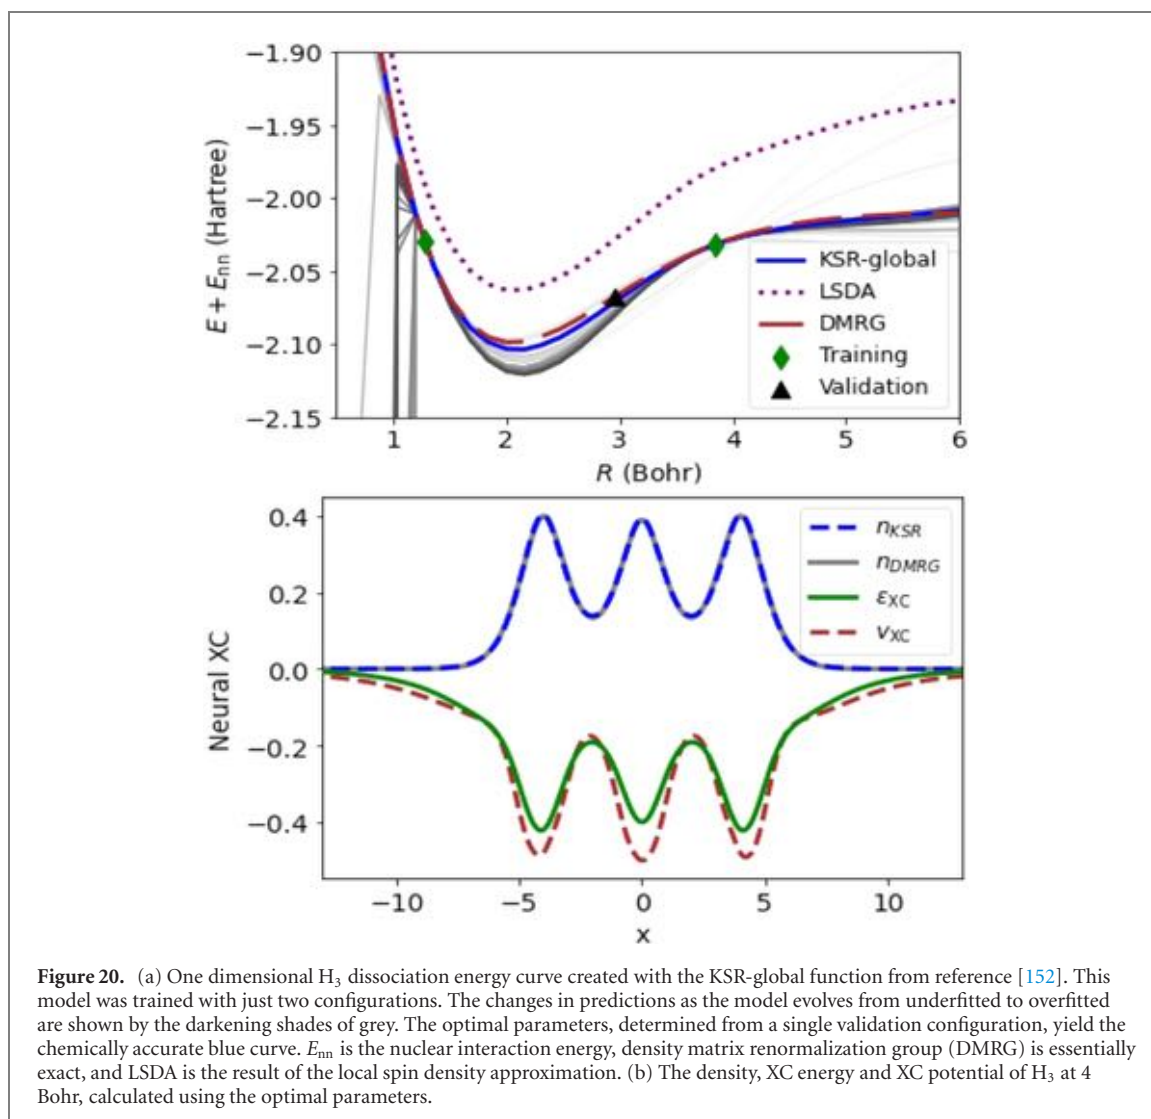 −1.90
−1.95
−2.00
−2.05
−2.10
−2.15
E + Enn (Hartree)
KSR-global
LSDA
DMRG
Training
Validation
1 2 3 4 5 6
R (Bohr)
0.4
0.2
0.0
−0.2
−0.4
Neural XC
nKSR
nDMRG
εXC
vXC
−10 −5 0 5 10
x
Figure 20. (a) One dimensional H3 dissociation energy curve created with the KSR-global function from reference [152]. This
model was trained with just two configurations. The changes in predictions as the model evolves from underfitted to overfitted
are shown by the darkening shades of grey. The optimal parameters, determined from a single validation configuration, yield the
chemically accurate blue curve. Enn is the nuclear interaction energy, density matrix renormalization group (DMRG) is essentially
exact, and LSDA is the result of the local spin density approximation. (b) The density, XC energy and XC potential of H3 at 4
Bohr, calculated using the optimal parameters.